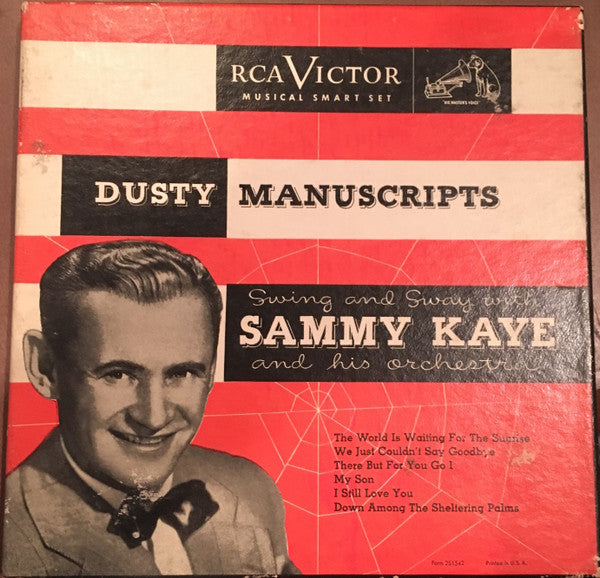 RCA VICTOR
MUSICAL SMART SET
"HIS MASTER'S VOICE"
DUSTY MANUSCRIPTS
Swing and Sway with
SAMMY KAYE
and his orchestra
The World Is Waiting For The Sunrise
We Just Couldn't Say Goodbye
There But For You Go I
My Son
I Still Love You
Down Among The Sheltering Palms
Form 2S1542 Printed in U.S.A.